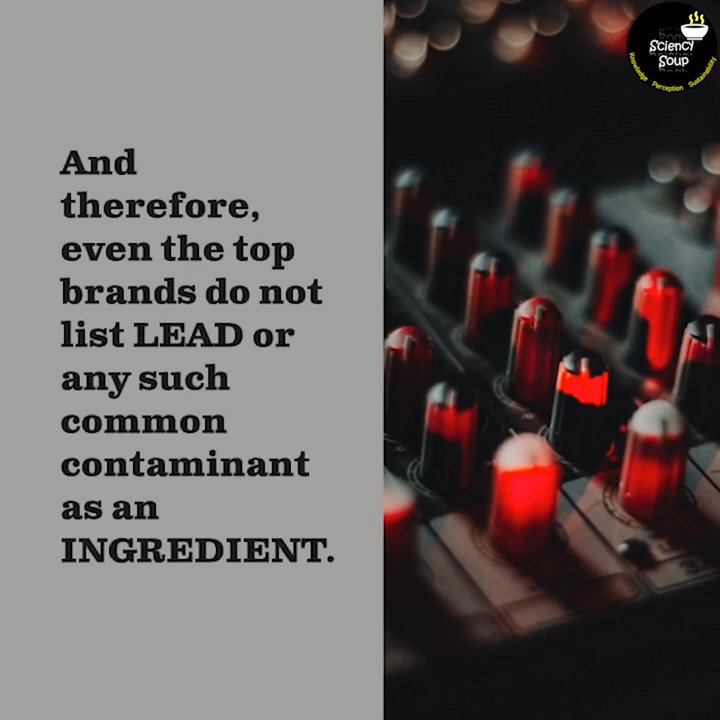 And
therefore,
even the top
brands do not
list LEAD or
any such
common
contaminant
as an
INGREDIENT.
Sciency
Soup
Knowledge Perception Sustainability